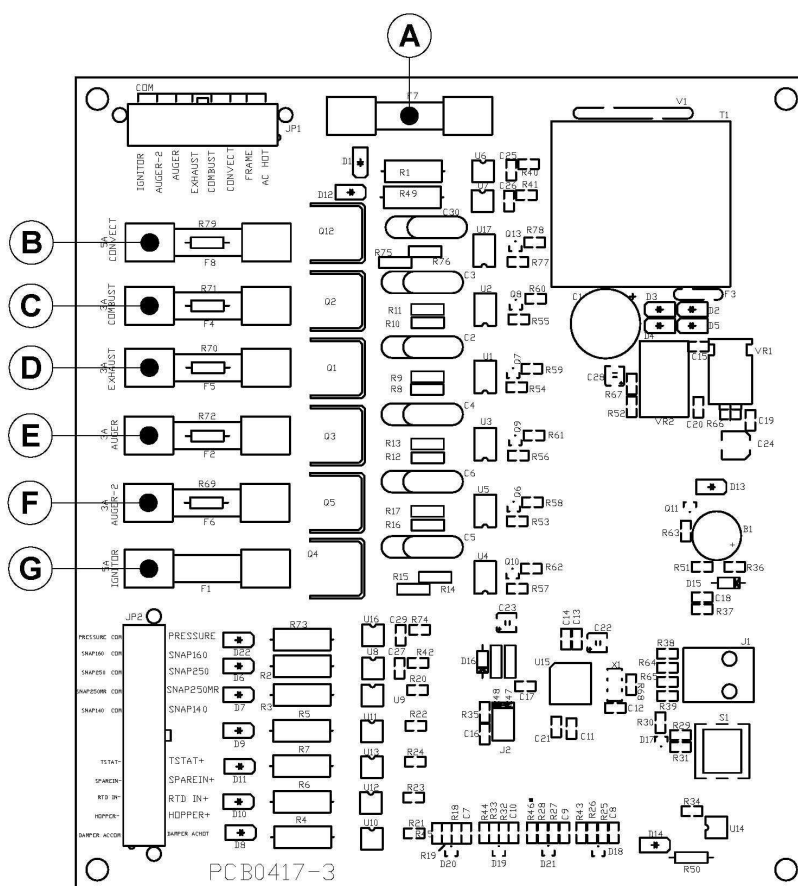 A
COM
F7
V1
T1
JP1
IGNITOR
AUGER-2
AUGER
EXHAUST
COMBUST
CONVECT
FRAME
AC HOT
D1
D12
R1
R49
U6
U7
C25
R40
C26
R41
B
5A
CONVECT
R79
F8
Q12
C30
R75
R76
U17
Q13
R78
R77
C
3A
COMBUST
R71
F4
Q2
C3
R11
R10
U2
Q8
R60
R55
C1
D3
D2
D4
D5
F3
D
3A
EXHAUST
R70
F5
Q1
C2
R9
R8
U1
Q7
R59
R54
C28
R67
R52
VR2
C15
VR1
C20
R66
C19
C24
E
3A
AUGER
R72
F2
Q3
C4
R13
R12
U3
Q9
R61
R56
F
3A
AUGER-2
R69
F6
Q5
C6
R17
R16
U5
Q6
R58
R53
D13
Q11
R63
B1
G
5A
IGNITOR
F1
Q4
C5
R15
R14
U4
Q10
R62
R57
R51
R36
D15
C18
R37
JP2
PRESSURE COM
SNAP160 COM
SNAP250 COM
SNAP250MR COM
SNAP140 COM
TSTAT-
SPAREIN-
RTD IN-
HOPPER-
DAMPER ACCOM
PRESSURE
SNAP160
SNAP250
SNAP250MR
SNAP140
TSTAT+
SPAREIN+
RTD IN+
HOPPER+
DAMPER ACHOT
D22
D6
D7
D9
D11
D10
D8
R73
R2
R3
R5
R7
R6
R4
U16
U8
U9
U11
U13
U12
U10
C29
R74
C27
R42
R20
R22
R24
R23
R21
C23
D16
C17
R35
C16
J2
U15
C14
C13
C22
X1
C12
C21
C11
R38
R64
R65
R39
J1
R30
D17
R29
R31
S1
R18
C7
R19
D20
R44
R33
R32
C10
D19
R46
R28
R27
C9
D21
R43
R26
R25
C8
D18
R34
U14
D14
R50
PCB0417-3